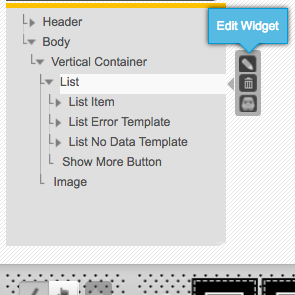 Edit Widget
Header
Body
Vertical Container
List
List Item
List Error Template
List No Data Template
Show More Button
Image